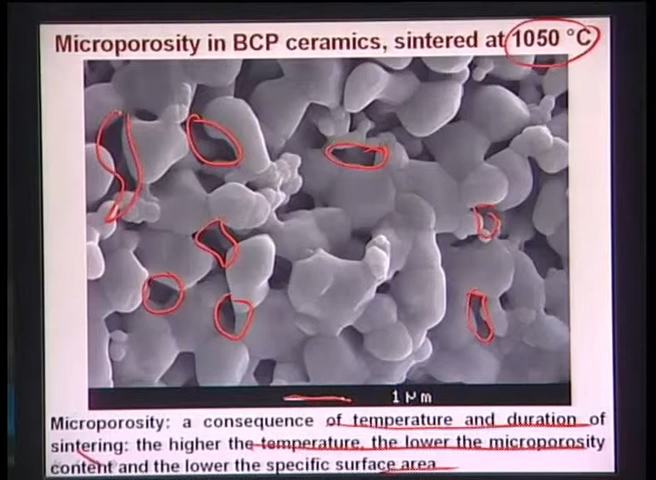 Microporosity in BCP ceramics, sintered at 1050 °C
1 µm
Microporosity: a consequence of temperature and duration of
sintering: the higher the temperature, the lower the microporosity
content and the lower the specific surface area